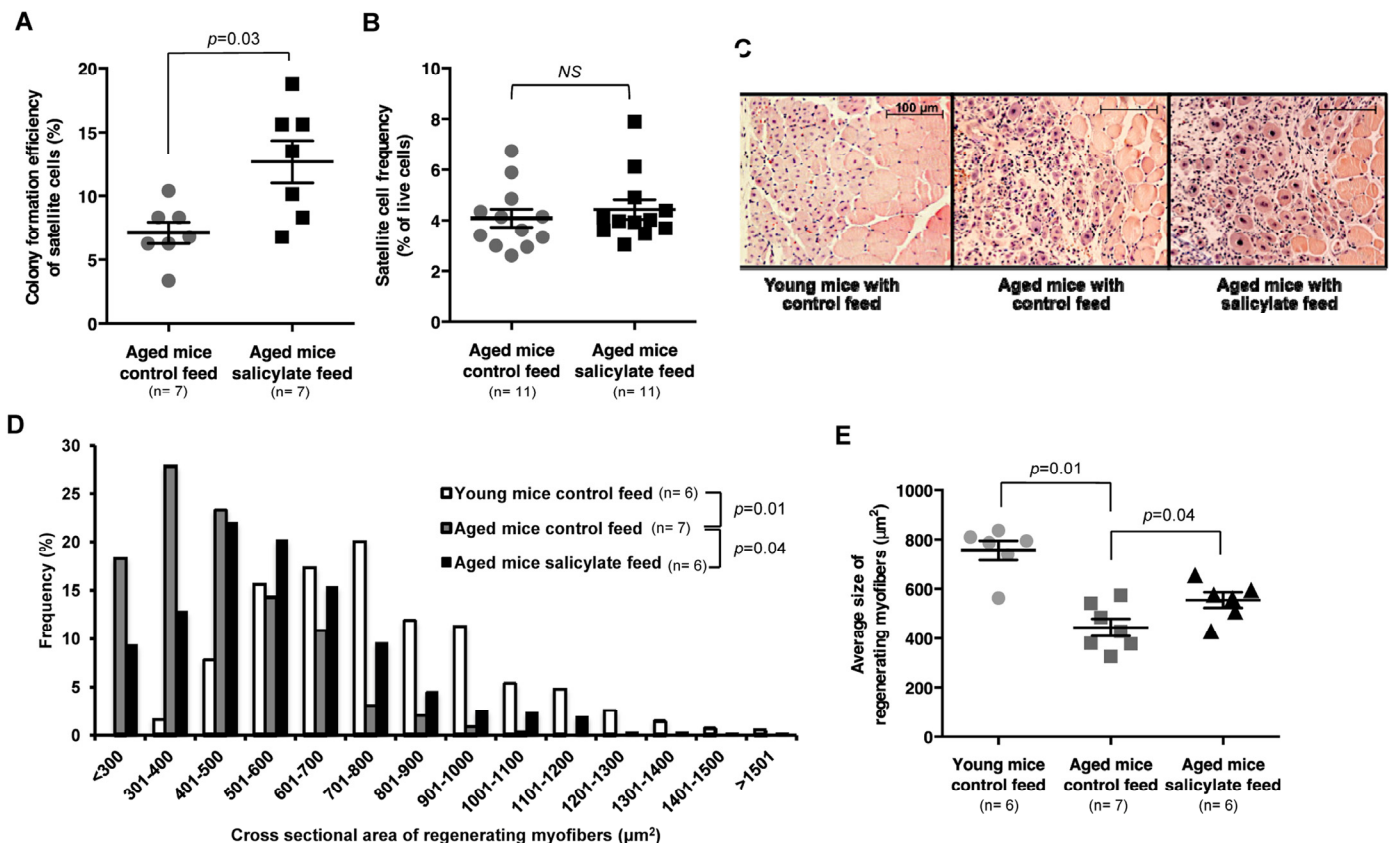 A
p=0.03
Colony formation efficiency
of satellite cells (%)
20
15
10
5
0
Aged mice
control feed
(n= 7)
Aged mice
salicylate feed
(n= 7)
B
NS
Satellite cell frequency
(% of live cells)
10
8
6
4
2
0
Aged mice
control feed
(n= 11)
Aged mice
salicylate feed
(n= 11)
C
100 µm
Young mice with
control feed
Aged mice with
control feed
Aged mice with
salicylate feed
D
Frequency (%)
30
25
20
15
10
5
0
Young mice control feed (n= 6)
Aged mice control feed (n= 7)
Aged mice salicylate feed (n= 6)
p=0.01
p=0.04
<300
301-400
401-500
501-600
601-700
701-800
801-900
901-1000
1001-1100
1101-1200
1201-1300
1301-1400
1401-1500
>1501
Cross sectional area of regenerating myofibers (µm²)
E
p=0.01
p=0.04
Average size of
regenerating myofibers (µm²)
1000
800
600
400
200
0
Young mice
control feed
(n= 6)
Aged mice
control feed
(n= 7)
Aged mice
salicylate feed
(n= 6)